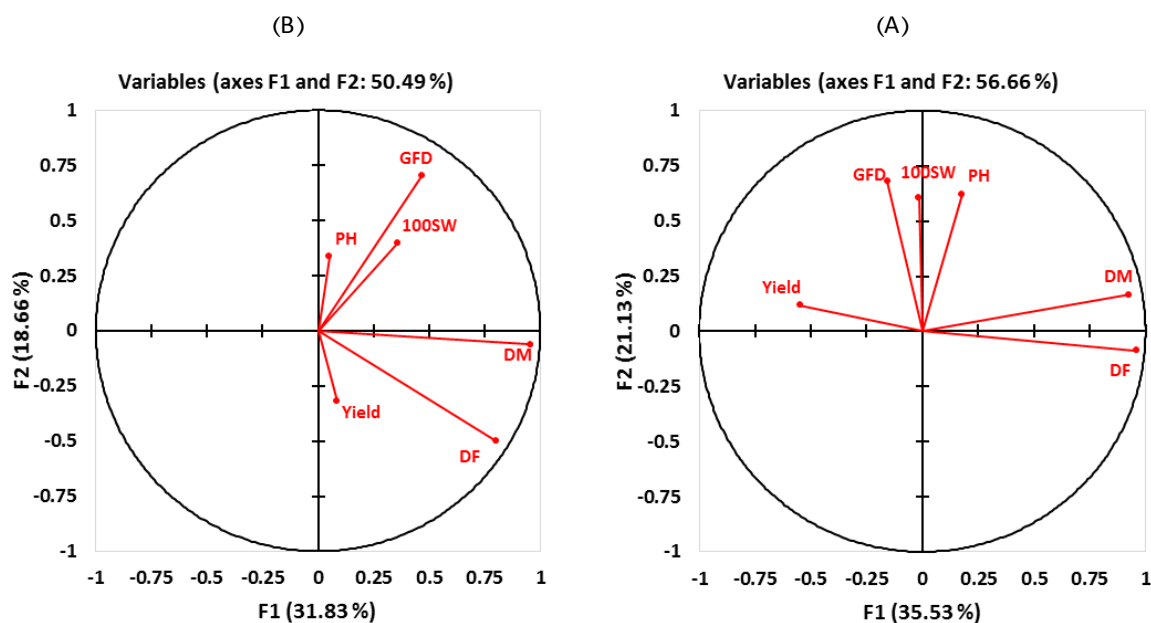 (B)
Variables (axes F1 and F2: 50.49 %)
1
0.75
0.5
0.25
0
-0.25
-0.5
-0.75
-1
F2 (18.66 %)
GFD
100SW
PH
DM
Yield
DF
-1 -0.75 -0.5 -0.25 0 0.25 0.5 0.75 1
F1 (31.83 %)
(A)
Variables (axes F1 and F2: 56.66 %)
1
0.75
0.5
0.25
0
-0.25
-0.5
-0.75
-1
F2 (21.13 %)
GFD 100SW PH
Yield
DM
DF
-1 -0.75 -0.5 -0.25 0 0.25 0.5 0.75 1
F1 (35.53 %)